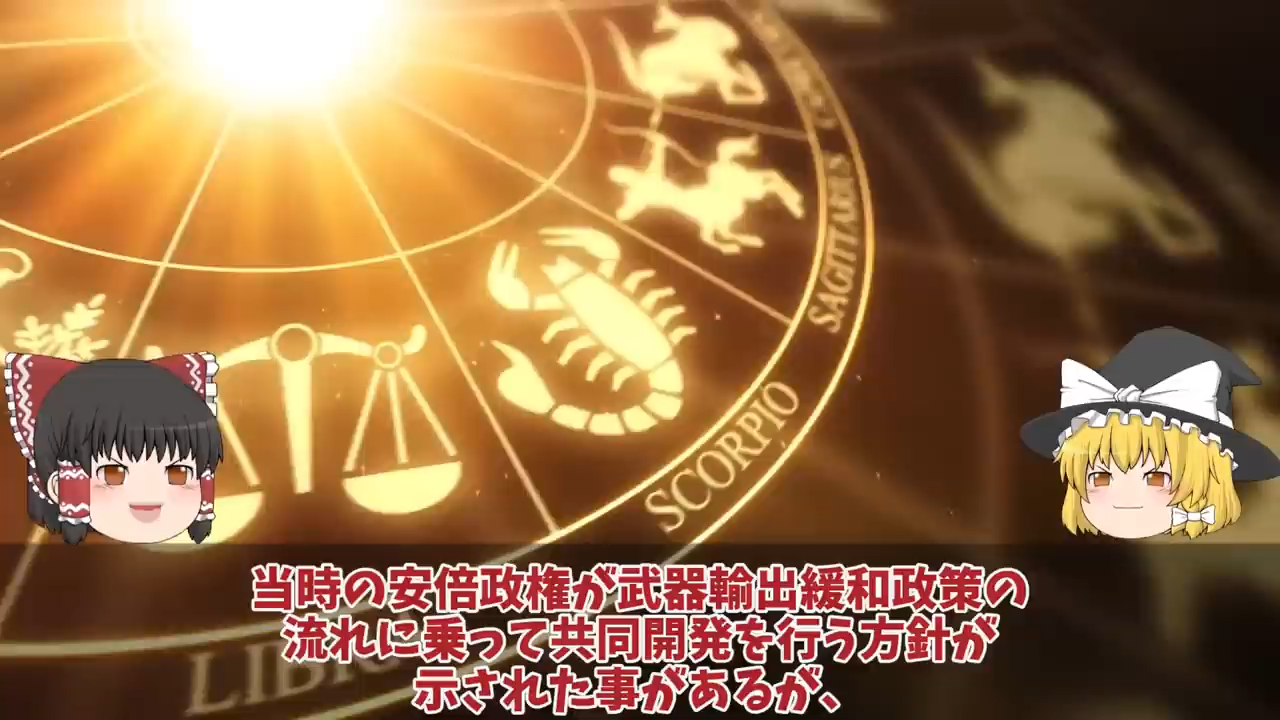 SAGITTARIUS
SCORPIO
LIBRA
当時の安倍政権が武器輸出緩和政策の
流れに乗って共同開発を行う方針が
示された事があるが、